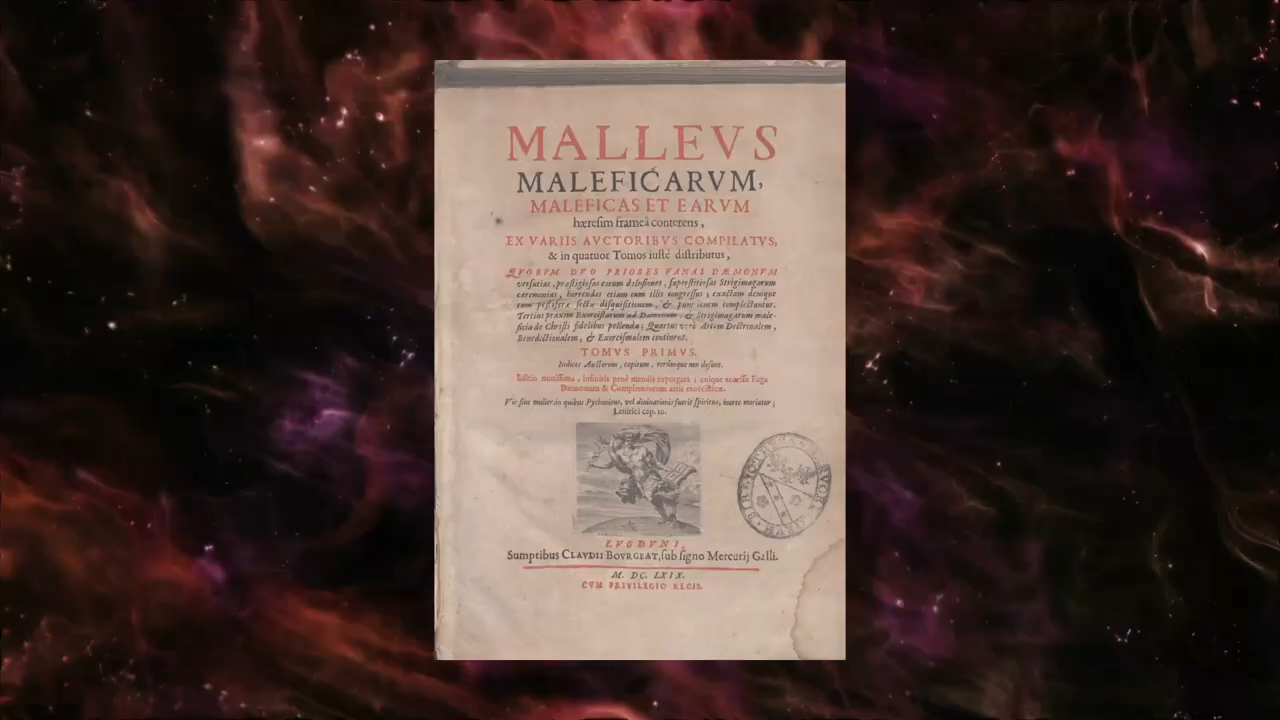 MALLEVS
MALEFICARVM,
MALEFICAS ET EARVM
hæresim frameâ conterens,
EX VARIIS AVCTORIBVS COMPILATVS,
& in quatuor Tomos iustè distributus,
QVORVM DVO PRIORES VANAS DÆMONVM
versutias, præstigiosas eorum delusiones, superstitiosas Strigimagarum
cæremonias, horrendos etiam cum illis congressus; exactam denique
tam pestiferæ sectæ disquisitionem, & punitionem complectuntur.
Tertius praxim Exorcistarum ad Dæmonum, & Strigimagarum male-
ficia de Christi fidelibus pellenda; Quartus verò Artem Doctrinalem,
Benedictionalem, & Exorcismalem continent.
TOMVS PRIMVS.
Indices Auctorum, capitum, rerúmque non desunt.
Editio nouissima, infinitis penè mendis expurgata; cuique accessit Fuga
Dæmonum & Complementum artis exorcisticæ.
Vir siue mulier, in quibus Pythonicus, vel diuinationis fuerit spiritus, morte moriatur;
Leuitici cap. 10.
LVGDVNI,
Sumptibus CLAVDII BOVRGEAT, sub signo Mercurij Galli.
M. DC. LXIX.
CVM PRIVILEGIO REGIS.